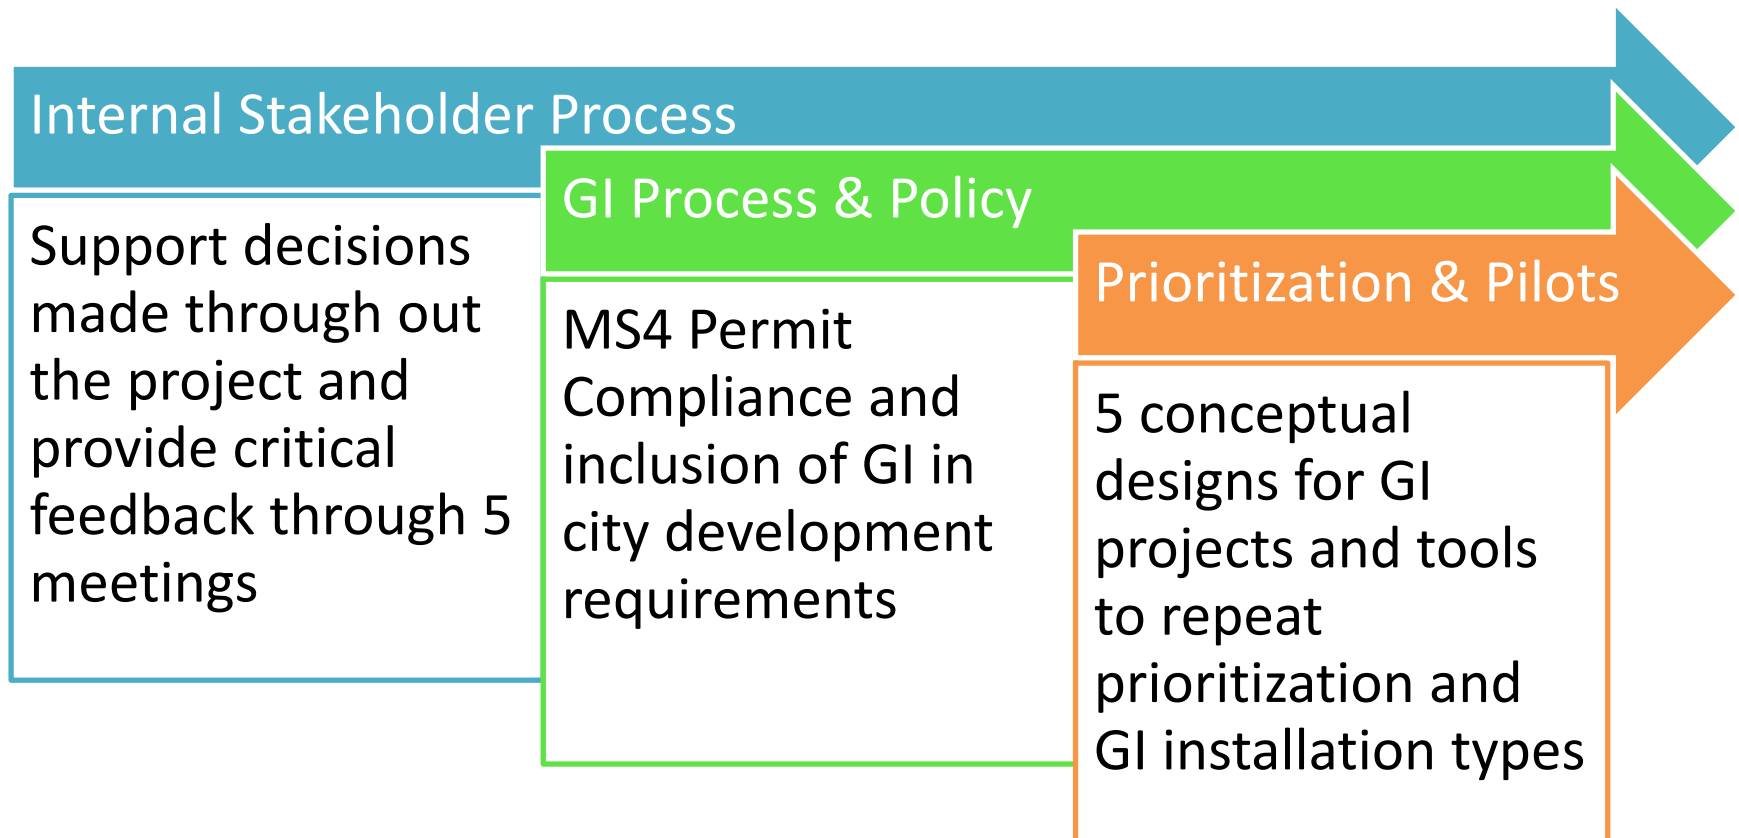 Internal Stakeholder Process
Support decisions
made through out
the project and
provide critical
feedback through 5
meetings
GI Process & Policy
MS4 Permit
Compliance and
inclusion of GI in
city development
requirements
Prioritization & Pilots
5 conceptual
designs for GI
projects and tools
to repeat
prioritization and
GI installation types